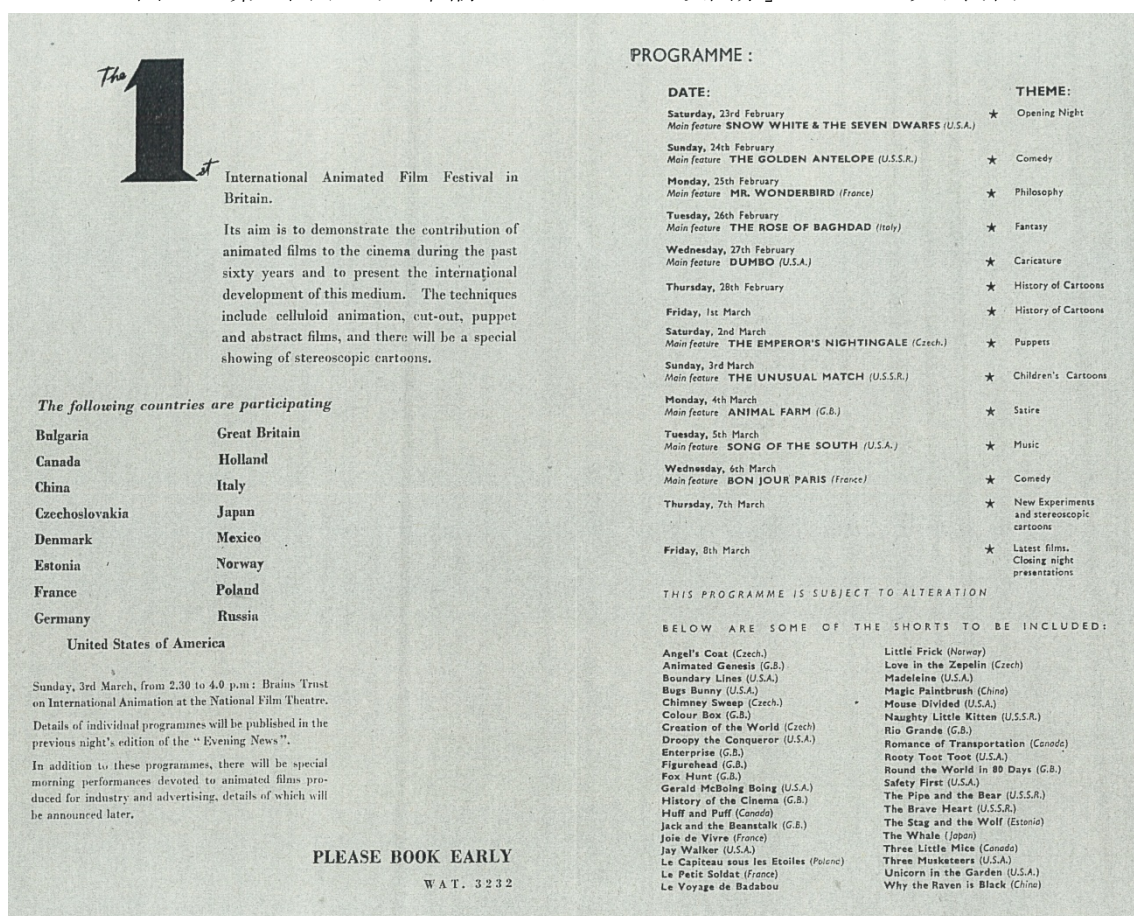 The 1st
International Animated Film Festival in
Britain.
Its aim is to demonstrate the contribution of
animated films to the cinema during the past
sixty years and to present the international
development of this medium. The techniques
include celluloid animation, cut-out, puppet
and abstract films, and there will be a special
showing of stereoscopic cartoons.
The following countries are participating
Bulgaria
Canada
China
Czechoslovakia
Denmark
Estonia
France
Germany
Great Britain
Holland
Italy
Japan
Mexico
Norway
Poland
Russia
United States of America
Sunday, 3rd March, from 2.30 to 4.0 p.m: Brains Trust
on International Animation at the National Film Theatre.
Details of individual programmes will be published in the
previous night's edition of the "Evening News".
In addition to these programmes, there will be special
morning performances devoted to animated films pro-
duced for industry and advertising, details of which will
be announced later.
PLEASE BOOK EARLY
WAT. 3232
PROGRAMME:
DATE: THEME:
Saturday, 23rd February
Main feature SNOW WHITE & THE SEVEN DWARFS (U.S.A.) ★ Opening Night
Sunday, 24th February
Main feature THE GOLDEN ANTELOPE (U.S.S.R.) ★ Comedy
Monday, 25th February
Main feature MR. WONDERBIRD (France) ★ Philosophy
Tuesday, 26th February
Main feature THE ROSE OF BAGHDAD (Italy) ★ Fantasy
Wednesday, 27th February
Main feature DUMBO (U.S.A.) ★ Caricature
Thursday, 28th February ★ History of Cartoons
Friday, 1st March ★ History of Cartoons
Saturday, 2nd March
Main feature THE EMPEROR'S NIGHTINGALE (Czech.) ★ Puppets
Sunday, 3rd March
Main feature THE UNUSUAL MATCH (U.S.S.R.) ★ Children's Cartoons
Monday, 4th March
Main feature ANIMAL FARM (G.B.) ★ Satire
Tuesday, 5th March
Main feature SONG OF THE SOUTH (U.S.A.) ★ Music
Wednesday, 6th March
Main feature BON JOUR PARIS (France) ★ Comedy
Thursday, 7th March ★ New Experiments
and stereoscopic
cartoons
Friday, 8th March ★ Latest films.
Closing night
presentations
THIS PROGRAMME IS SUBJECT TO ALTERATION
BELOW ARE SOME OF THE SHORTS TO BE INCLUDED:
Angel's Coat (Czech.)
Animated Genesis (G.B.)
Boundary Lines (U.S.A.)
Bugs Bunny (U.S.A.)
Chimney Sweep (Czech.)
Colour Box (G.B.)
Creation of the World (Czech)
Droopy the Conqueror (U.S.A.)
Enterprise (G.B.)
Figurehead (G.B.)
Fox Hunt (G.B.)
Gerald McBoing Boing (U.S.A.)
History of the Cinema (G.B.)
Huff and Puff (Canada)
Jack and the Beanstalk (G.B.)
Joie de Vivre (France)
Jay Walker (U.S.A.)
Le Capiteau sous les Etoiles (Poland)
Le Petit Soldat (France)
Le Voyage de Badabou
Little Frick (Norway)
Love in the Zepelin (Czech)
Madeleine (U.S.A.)
Magic Paintbrush (China)
Mouse Divided (U.S.A.)
Naughty Little Kitten (U.S.S.R.)
Rio Grande (G.B.)
Romance of Transportation (Canada)
Rooty Toot Toot (U.S.A.)
Round the World in 80 Days (G.B.)
Safety First (U.S.A.)
The Pipe and the Bear (U.S.S.R.)
The Brave Heart (U.S.S.R.)
The Stag and the Wolf (Estonia)
The Whale (Japan)
Three Little Mice (Canada)
Three Musketeers (U.S.A.)
Unicorn in the Garden (U.S.A.)
Why the Raven is Black (China)